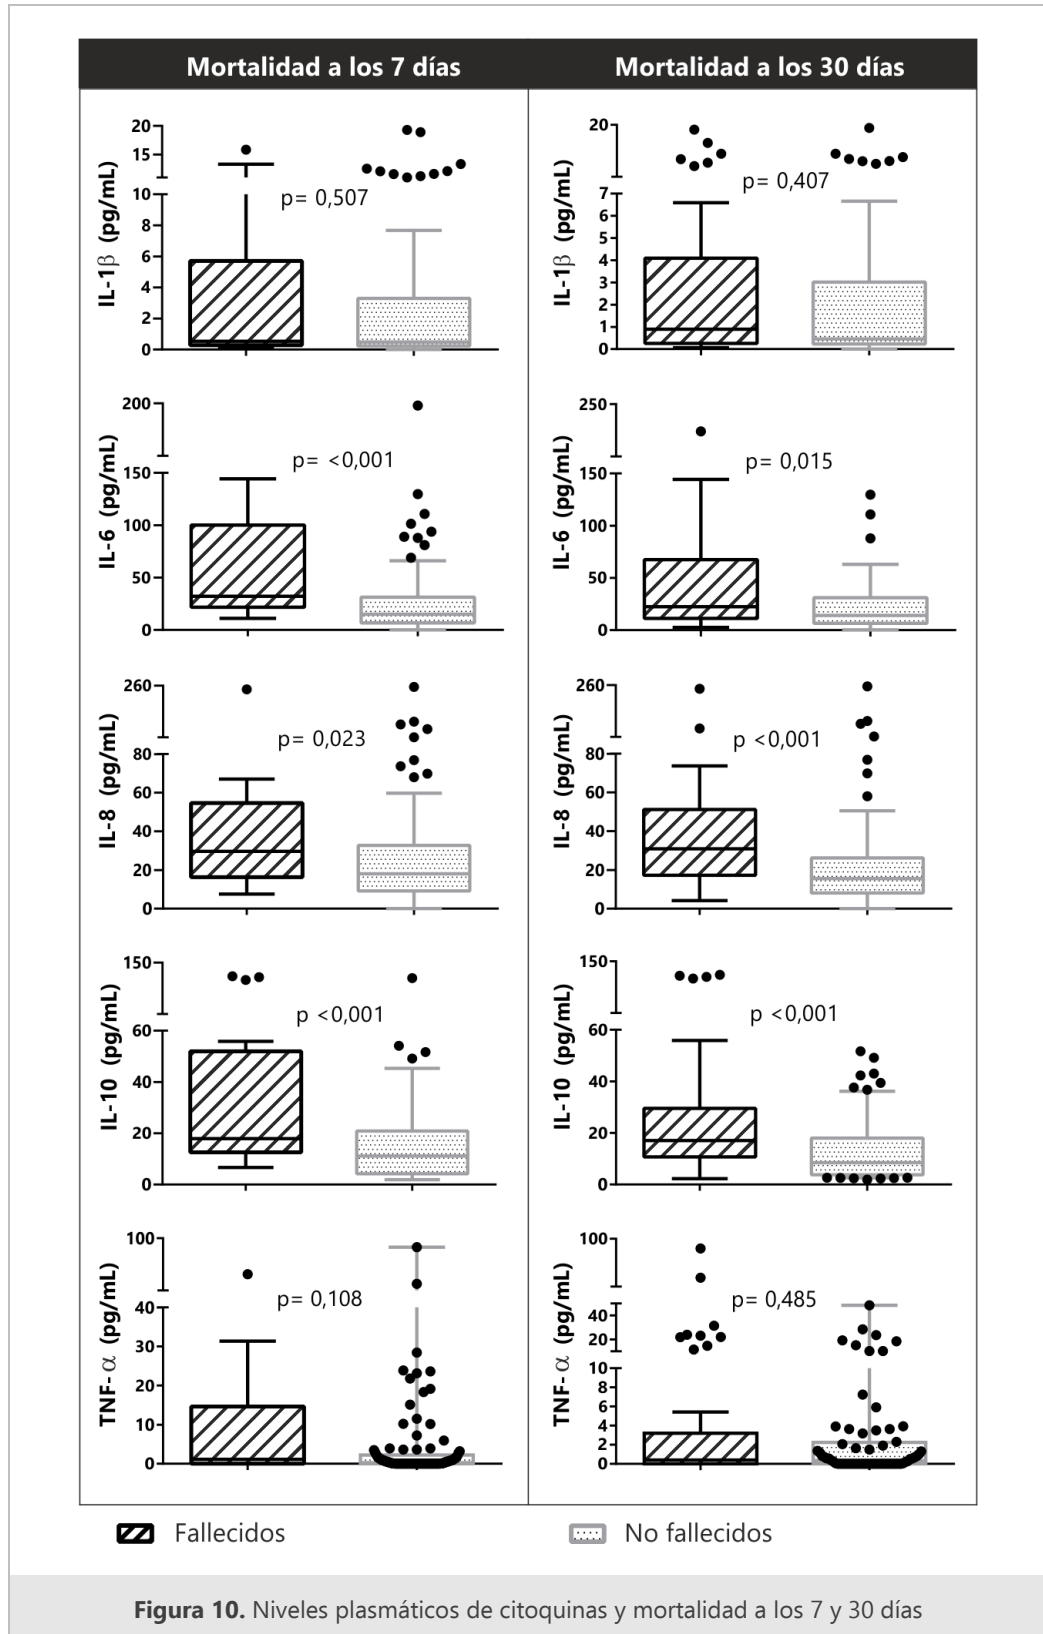 Mortalidad a los 7 días
Mortalidad a los 30 días
IL-1β (pg/mL)
20
15
10
8
6
4
2
0
p= 0,507
IL-1β (pg/mL)
20
7
6
5
4
3
2
1
0
p= 0,407
IL-6 (pg/mL)
200
150
100
50
0
p= <0,001
IL-6 (pg/mL)
250
150
100
50
0
p= 0,015
IL-8 (pg/mL)
260
80
60
40
20
0
p= 0,023
IL-8 (pg/mL)
260
80
60
40
20
0
p <0,001
IL-10 (pg/mL)
150
60
40
20
0
p <0,001
IL-10 (pg/mL)
150
60
40
20
0
p <0,001
TNF-α (pg/mL)
100
40
30
20
10
0
p= 0,108
TNF-α (pg/mL)
100
40
20
10
8
6
4
2
0
p= 0,485
Fallecidos
No fallecidos
Figura 10. Niveles plasmáticos de citoquinas y mortalidad a los 7 y 30 días